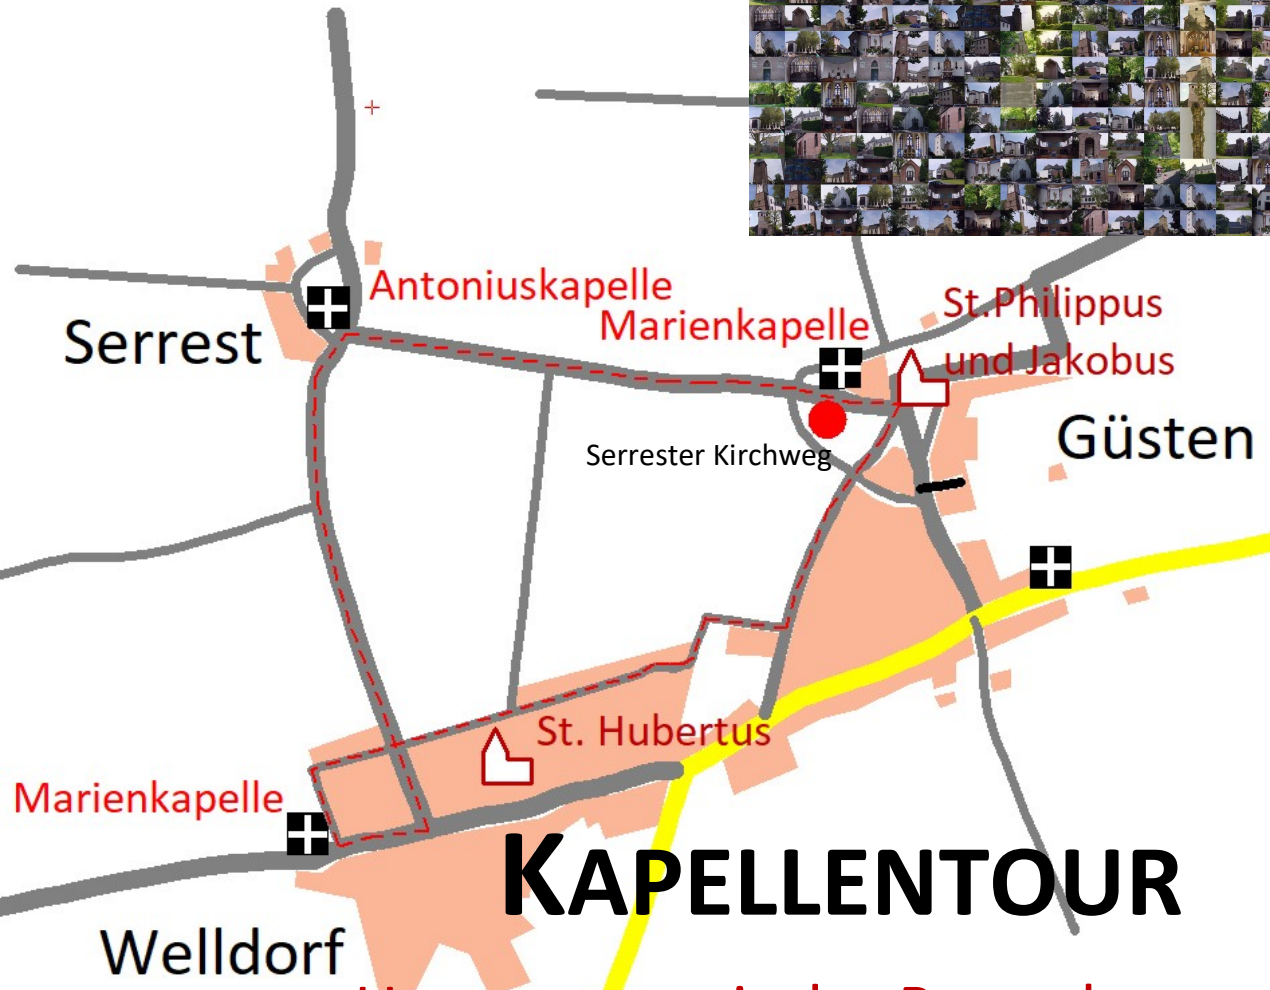 Antoniuskapelle
Serrest
Marienkapelle
St.Philippus
und Jakobus
Güsten
Serrester Kirchweg
St. Hubertus
Marienkapelle
KAPELLENTOUR
Welldorf